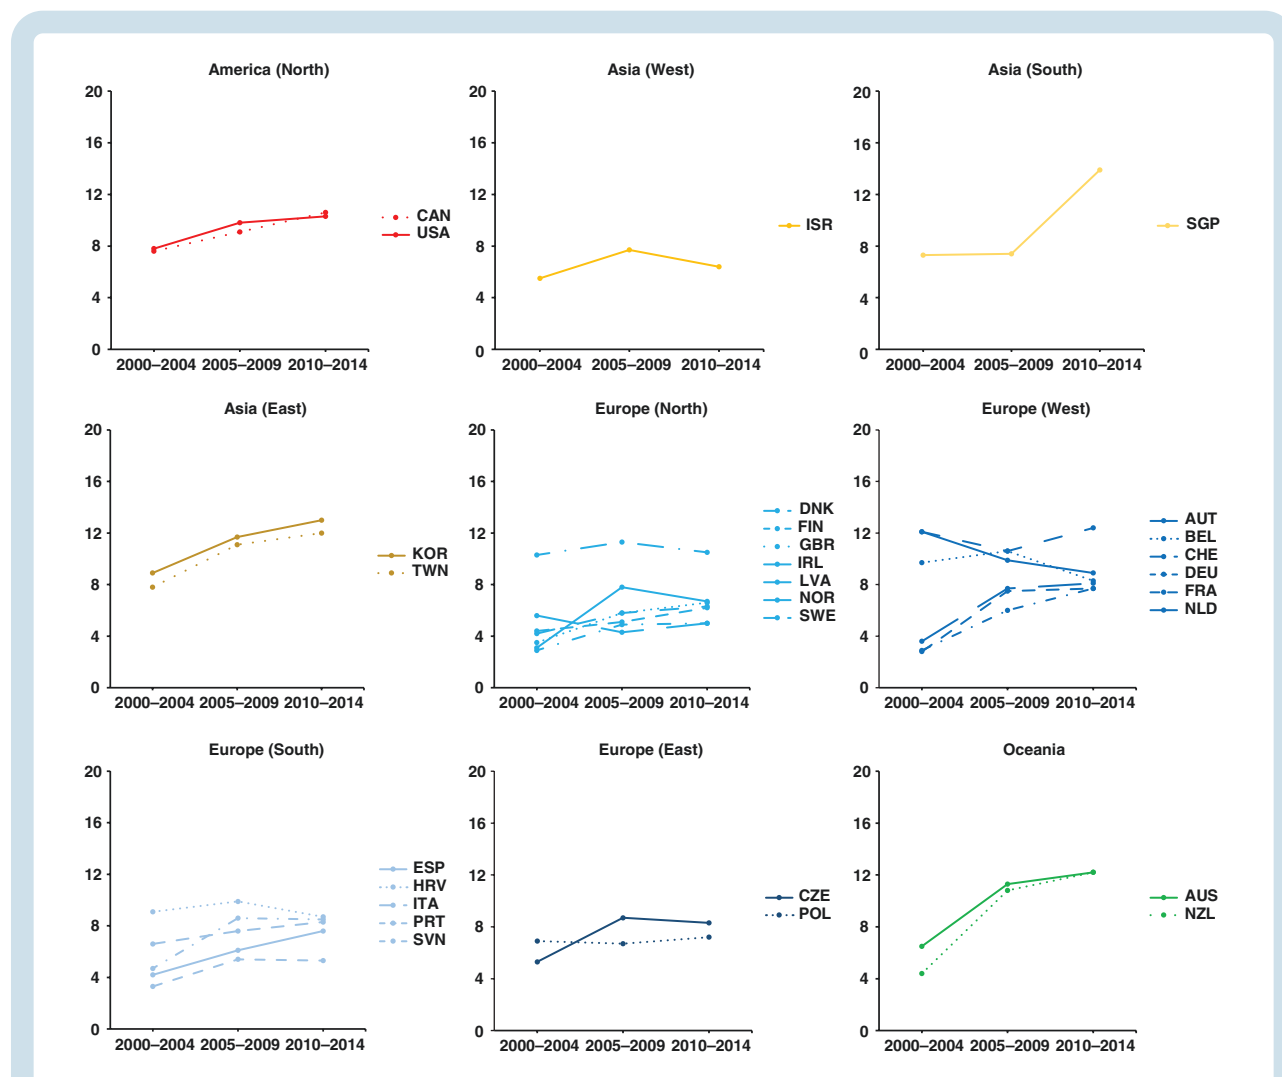 America (North)
20
16
12
8
4
0
2000–2004 2005–2009 2010–2014
CAN
USA
Asia (West)
20
16
12
8
4
0
2000–2004 2005–2009 2010–2014
ISR
Asia (South)
20
16
12
8
4
0
2000–2004 2005–2009 2010–2014
SGP
Asia (East)
20
16
12
8
4
0
2000–2004 2005–2009 2010–2014
KOR
TWN
Europe (North)
20
16
12
8
4
0
2000–2004 2005–2009 2010–2014
DNK
FIN
GBR
IRL
LVA
NOR
SWE
Europe (West)
20
16
12
8
4
0
2000–2004 2005–2009 2010–2014
AUT
BEL
CHE
DEU
FRA
NLD
Europe (South)
20
16
12
8
4
0
2000–2004 2005–2009 2010–2014
ESP
HRV
ITA
PRT
SVN
Europe (East)
20
16
12
8
4
0
2000–2004 2005–2009 2010–2014
CZE
POL
Oceania
20
16
12
8
4
0
2000–2004 2005–2009 2010–2014
AUS
NZL